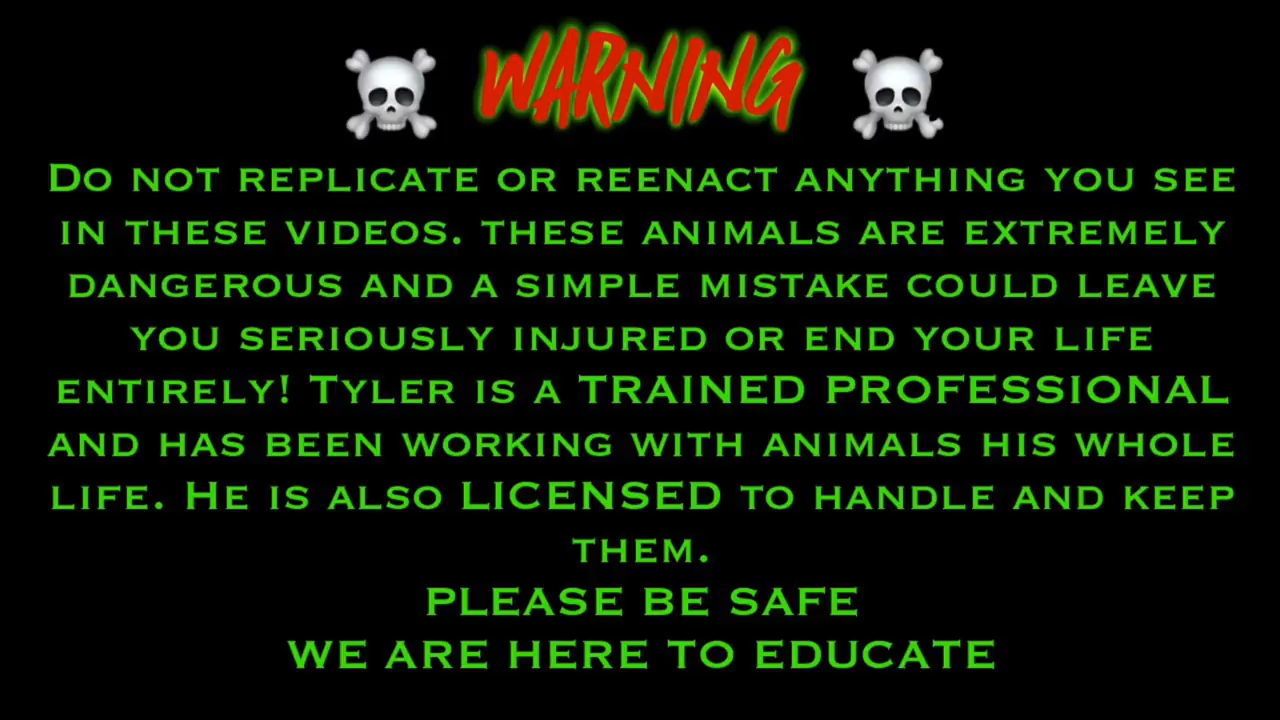 WARNING
Do not replicate or reenact anything you see
in these videos. these animals are extremely
dangerous and a simple mistake could leave
you seriously injured or end your life
entirely! Tyler is a TRAINED PROFESSIONAL
and has been working with animals his whole
life. He is also LICENSED to handle and keep
them.
PLEASE BE SAFE
WE ARE HERE TO EDUCATE